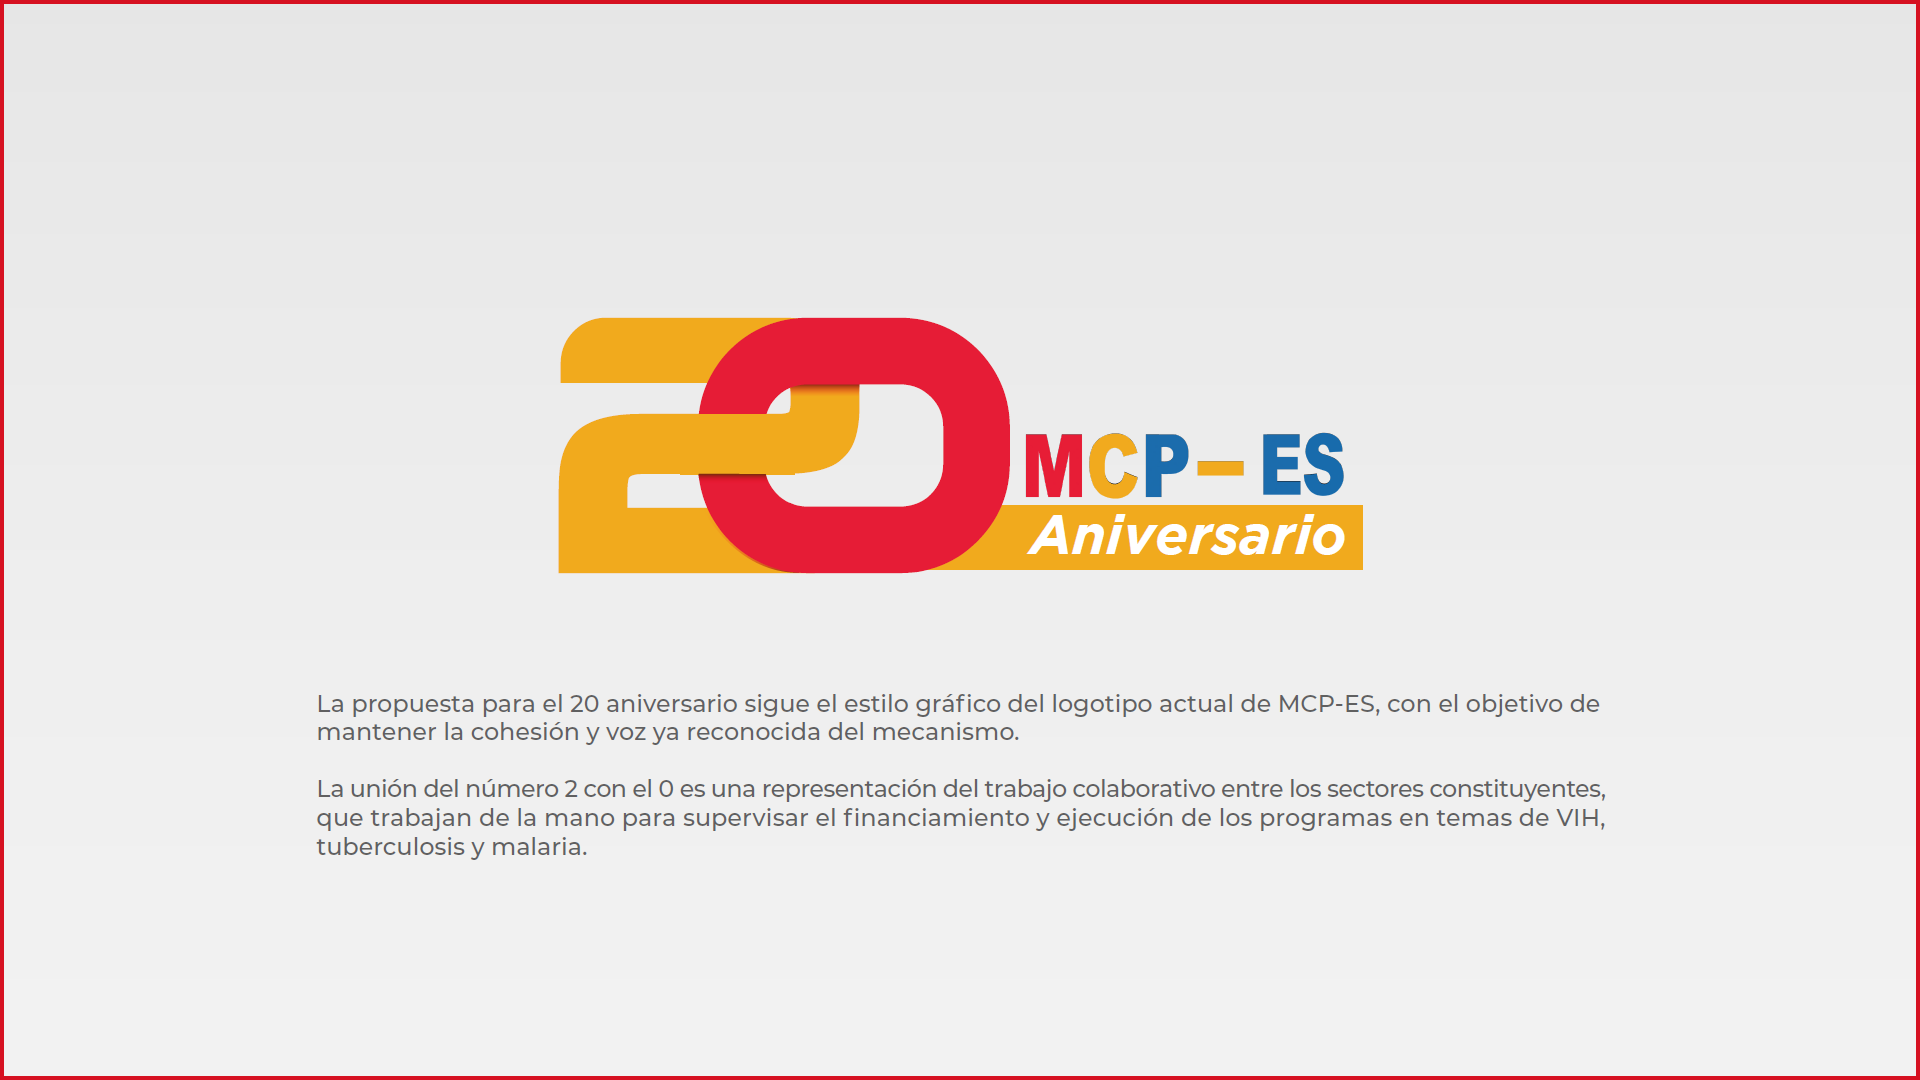 20
MCP-ES
Aniversario
La propuesta para el 20 aniversario sigue el estilo gráfico del logotipo actual de MCP-ES, con el objetivo de
mantener la cohesión y voz ya reconocida del mecanismo.
La unión del número 2 con el 0 es una representación del trabajo colaborativo entre los sectores constituyentes,
que trabajan de la mano para supervisar el financiamiento y ejecución de los programas en temas de VIH,
tuberculosis y malaria.